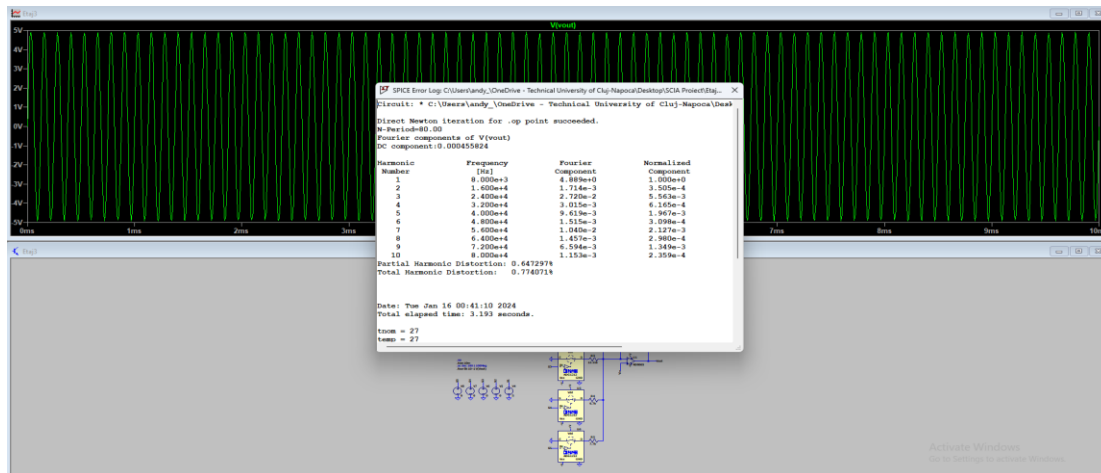 Etaj1
V(vout)
5V
4V
3V
2V
1V
0V
-1V
-2V
-3V
-4V
-5V
0ms 1ms 2ms 3ms 7ms 8ms 9ms
SPICE Error Log: C:\Users\andy_\OneDrive - Technical University of Cluj-Napoca\Desktop\SCIA Proiect\Etaj...
Circuit: * C:\Users\andy_\OneDrive - Technical University of Cluj-Napoca\Desk
Direct Newton iteration for .op point succeeded.
N-Period=80.00
Fourier components of V(vout)
DC component:0.000455824
Harmonic Frequency Fourier Normalized
Number [Hz] Component Component
1 8.000e+3 4.889e+0 1.000e+0
2 1.600e+4 1.714e-3 3.505e-4
3 2.400e+4 2.720e-2 5.563e-3
4 3.200e+4 3.015e-3 6.165e-4
5 4.000e+4 9.619e-3 1.967e-3
6 4.800e+4 1.515e-3 3.098e-4
7 5.600e+4 1.040e-2 2.127e-3
8 6.400e+4 1.457e-3 2.980e-4
9 7.200e+4 6.594e-3 1.349e-3
10 8.000e+4 1.153e-3 2.359e-4
Partial Harmonic Distortion: 0.647297%
Total Harmonic Distortion: 0.774071%
Date: Tue Jan 16 00:41:10 2024
Total elapsed time: 3.193 seconds.
tnom = 27
temp = 27
Etaj1
Activate Windows
Go to Settings to activate Windows.